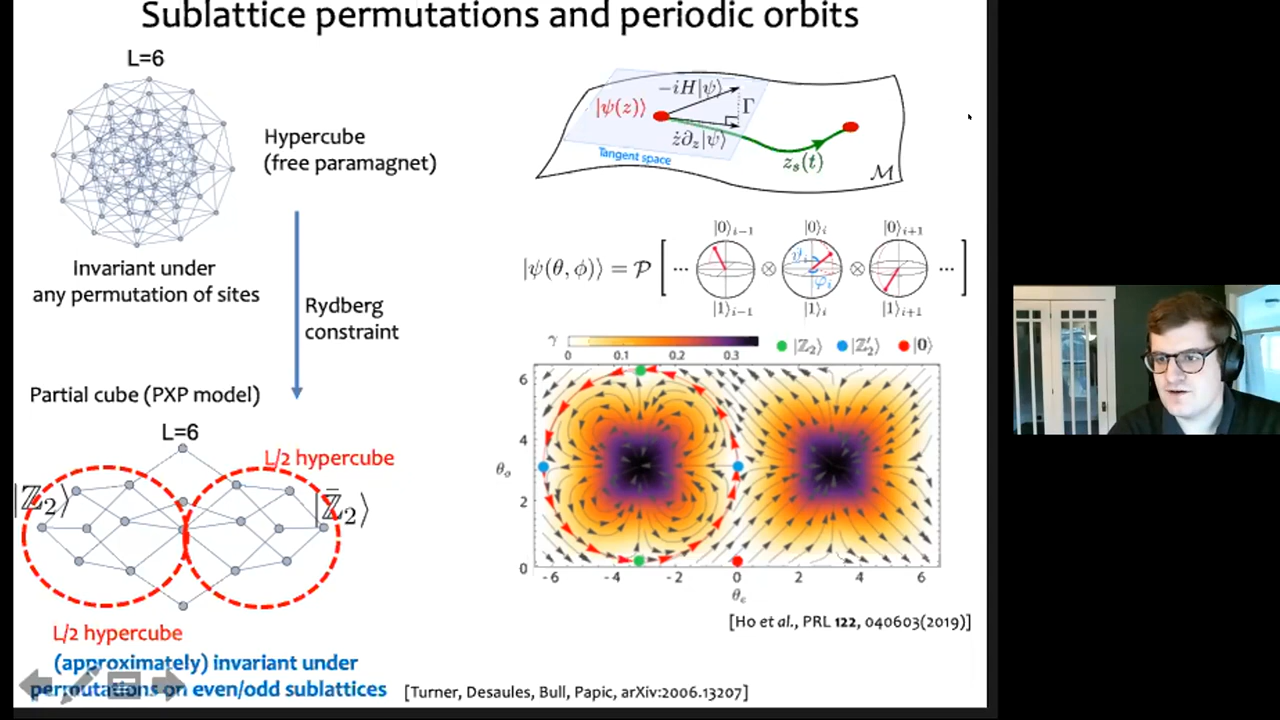 Sublattice permutations and periodic orbits
L=6
Hypercube
(free paramagnet)
Invariant under
any permutation of sites
Rydberg
constraint
Partial cube (PXP model)
L=6
L/2 hypercube
|ℤ₂⟩
|ℤ̄₂⟩
L/2 hypercube
(approximately) invariant under
permutations on even/odd sublattices
[Turner, Desaules, Bull, Papic, arXiv:2006.13207]
|ψ(z)⟩
−iH|ψ⟩
Γ
ż∂_z|ψ⟩
Tangent space
z_s(t)
ℳ
|0⟩ᵢ₋₁ |0⟩ᵢ |0⟩ᵢ₊₁
|ψ(θ, ϕ)⟩ = 𝒫 [ ··· ⊗ ϑᵢ φᵢ ⊗ ··· ]
|1⟩ᵢ₋₁ |1⟩ᵢ |1⟩ᵢ₊₁
γ 0 0.1 0.2 0.3
|ℤ₂⟩ |ℤ₂′⟩ |0⟩
6
4
θₒ
2
0
-6 -4 -2 0 2 4 6
θₑ
[Ho et al., PRL 122, 040603(2019)]